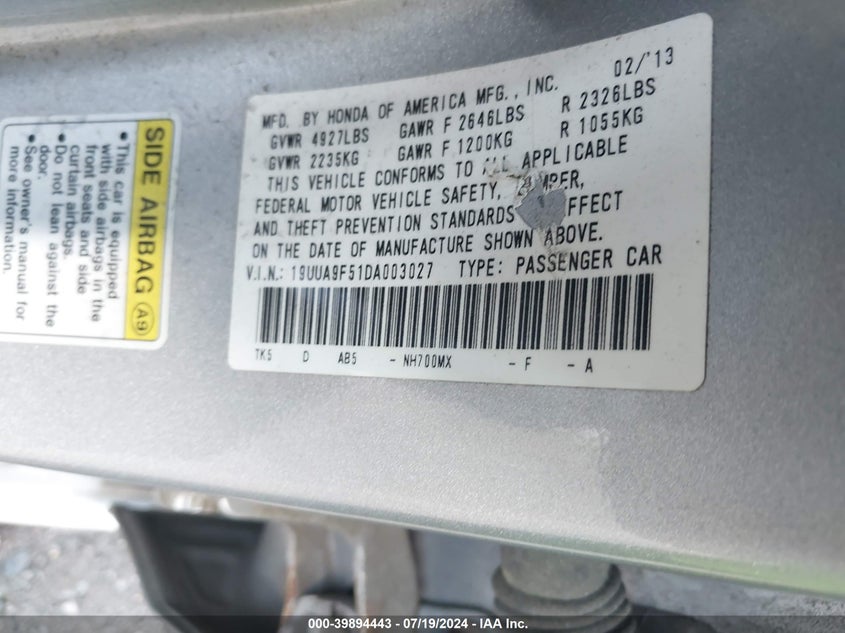 SIDE AIRBAG A9
• This car is equipped
with side airbags in
front seats and side
curtain airbags.
• Do not lean against the
door.
• See owner's manual for
more information.
02/'13
MFD. BY HONDA OF AMERICA MFG., INC.
GVWR 4927LBS GAWR F 2646LBS R 2326LBS
GVWR 2235KG GAWR F 1200KG R 1055KG
THIS VEHICLE CONFORMS TO ALL APPLICABLE
FEDERAL MOTOR VEHICLE SAFETY,
AND THEFT PREVENTION STANDARDS EFFECT
ON THE DATE OF MANUFACTURE SHOWN ABOVE.
V.I.N.: 19UUA9F51DA003027 TYPE: PASSENGER CAR
TK5 D AB5 - NH700MX - F - A
000-39894443 - 07/19/2024 - IAA Inc.